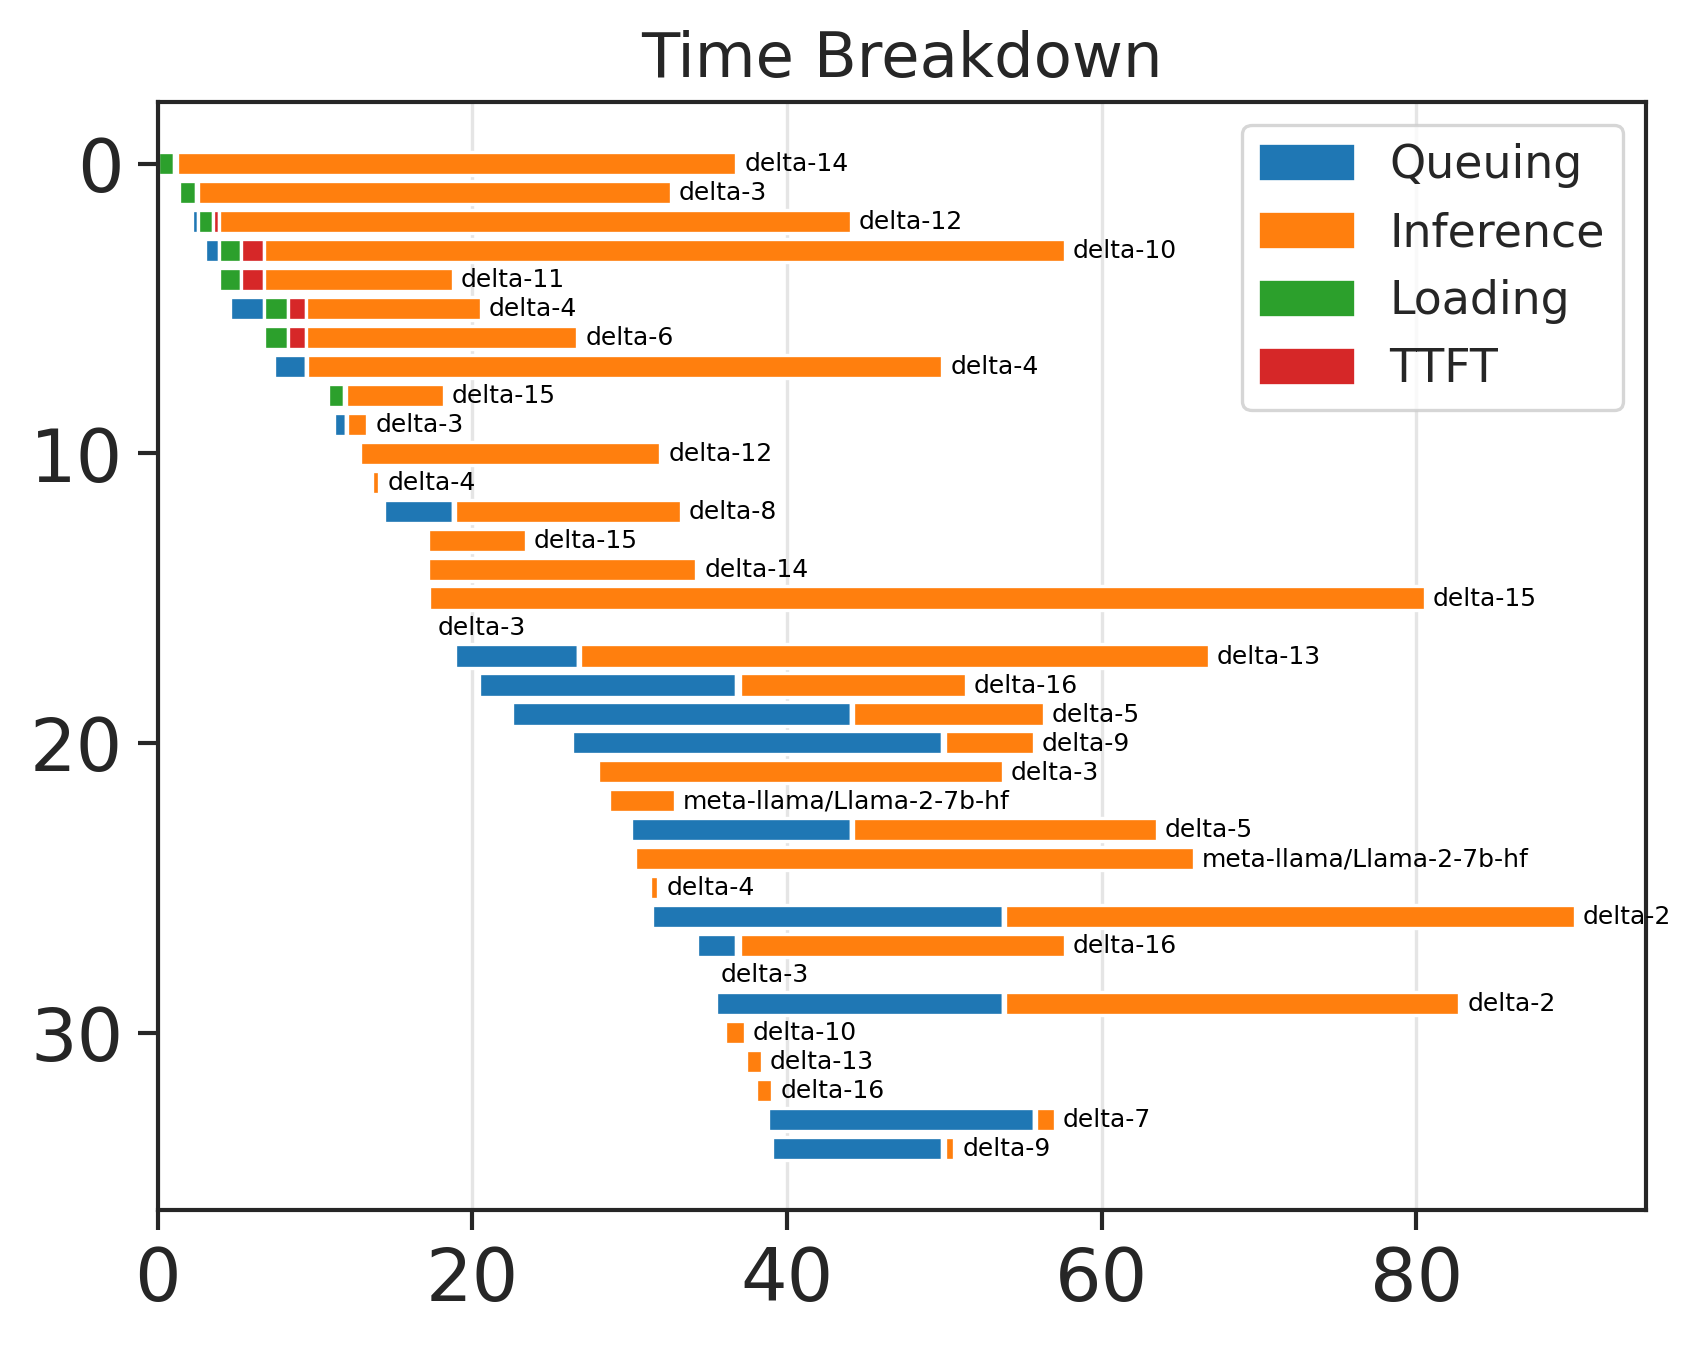 Time Breakdown
Queuing
Inference
Loading
TTFT
0
10
20
30
delta-14
delta-3
delta-12
delta-10
delta-11
delta-4
delta-6
delta-4
delta-15
delta-3
delta-12
delta-4
delta-8
delta-15
delta-14
delta-15
delta-3
delta-13
delta-16
delta-5
delta-9
delta-3
meta-llama/Llama-2-7b-hf
delta-5
meta-llama/Llama-2-7b-hf
delta-4
delta-2
delta-16
delta-3
delta-2
delta-10
delta-13
delta-16
delta-7
delta-9
0 20 40 60 80